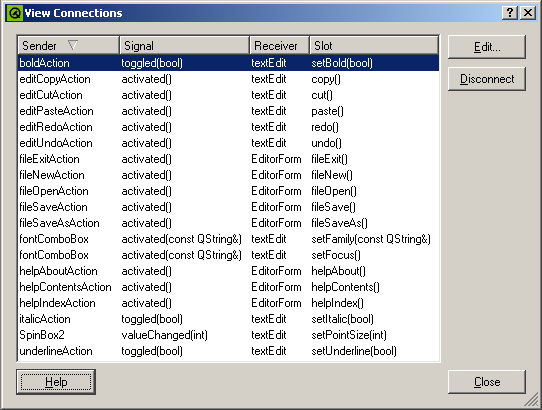 View Connections
Sender Signal Receiver Slot
boldAction toggled(bool) textEdit setBold(bool)
editCopyAction activated() textEdit copy()
editCutAction activated() textEdit cut()
editPasteAction activated() textEdit paste()
editRedoAction activated() textEdit redo()
editUndoAction activated() textEdit undo()
fileExitAction activated() EditorForm fileExit()
fileNewAction activated() EditorForm fileNew()
fileOpenAction activated() EditorForm fileOpen()
fileSaveAction activated() EditorForm fileSave()
fileSaveAsAction activated() EditorForm fileSaveAs()
fontComboBox activated(const QString&) textEdit setFamily(const QString&)
fontComboBox activated(const QString&) textEdit setFocus()
helpAboutAction activated() EditorForm helpAbout()
helpContentsAction activated() EditorForm helpContents()
helpIndexAction activated() EditorForm helpIndex()
italicAction toggled(bool) textEdit setItalic(bool)
SpinBox2 valueChanged(int) textEdit setPointSize(int)
underlineAction toggled(bool) textEdit setUnderline(bool)
Edit...
Disconnect
Help
Close